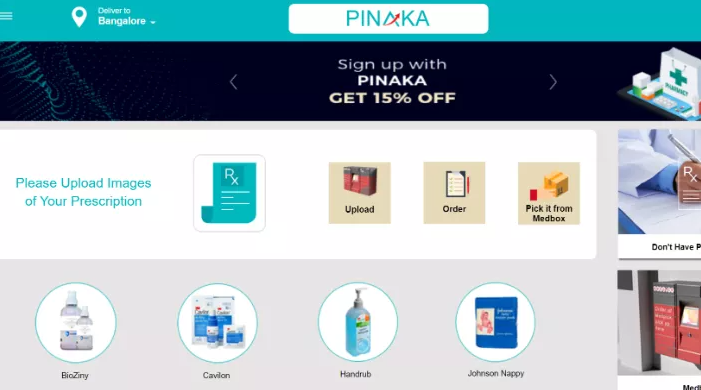 Deliver to
Bangalore
PINAKA
Sign up with
PINAKA
GET 15% OFF
PHARMACY
Please Upload Images
of Your Prescription
Rx
Upload
Order
Pick it from
Medbox
Rx
Don't Have P
BioZiny
Cavilon
Handrub
Johnson Nappy
Medi